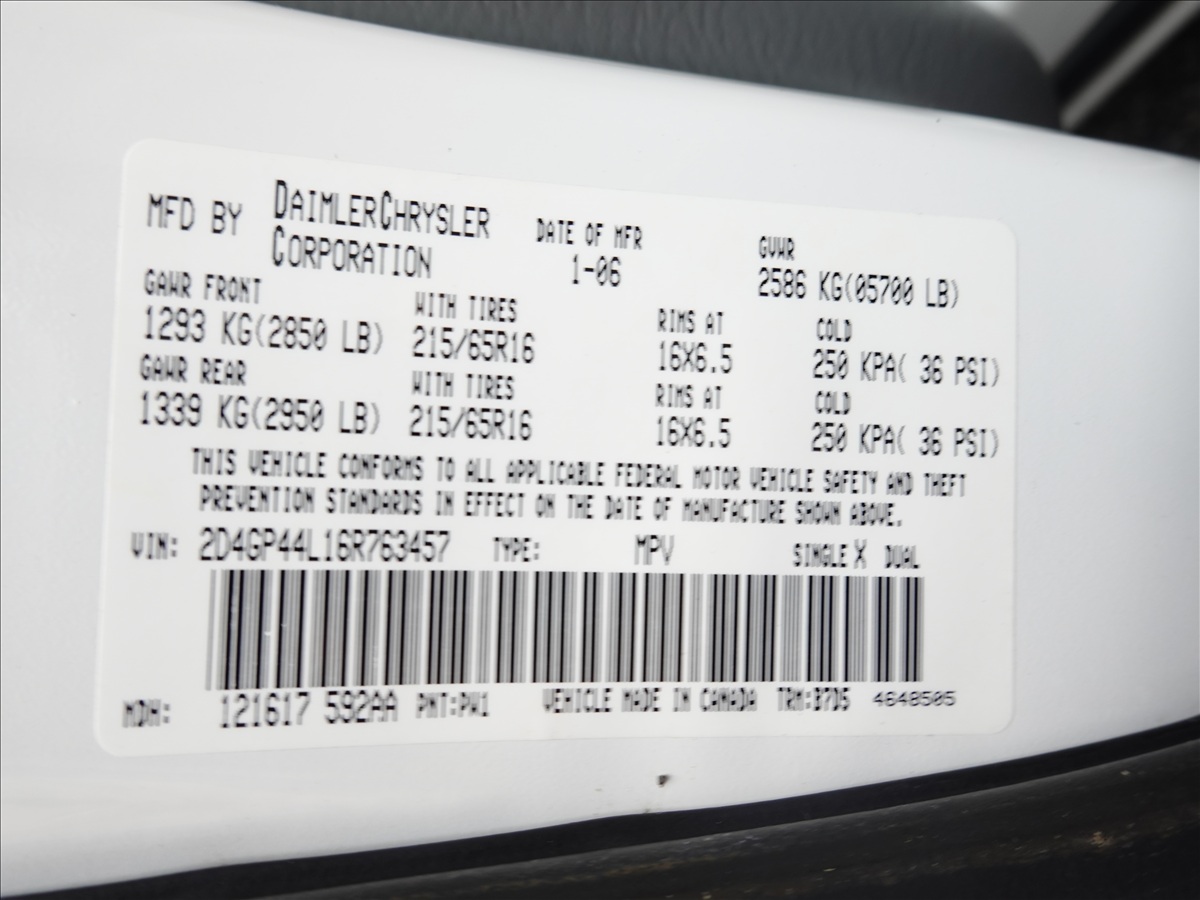 MFD BY DAIMLERCHRYSLER CORPORATION DATE OF MFR 1-06 GVWR 2586 KG(05700 LB)
GAWR FRONT WITH TIRES RIMS AT COLD
1293 KG(2850 LB) 215/65R16 16X6.5 250 KPA( 36 PSI)
GAWR REAR WITH TIRES RIMS AT COLD
1339 KG(2950 LB) 215/65R16 16X6.5 250 KPA( 36 PSI)
THIS VEHICLE CONFORMS TO ALL APPLICABLE FEDERAL MOTOR VEHICLE SAFETY AND THEFT
PREVENTION STANDARDS IN EFFECT ON THE DATE OF MANUFACTURE SHOWN ABOVE.
VIN: 2D4GP44L16R763457 TYPE: MPV SINGLE X DUAL
MDH: 121617 592AA PNT:PW1 VEHICLE MADE IN CANADA TRM:B7D5 4648505